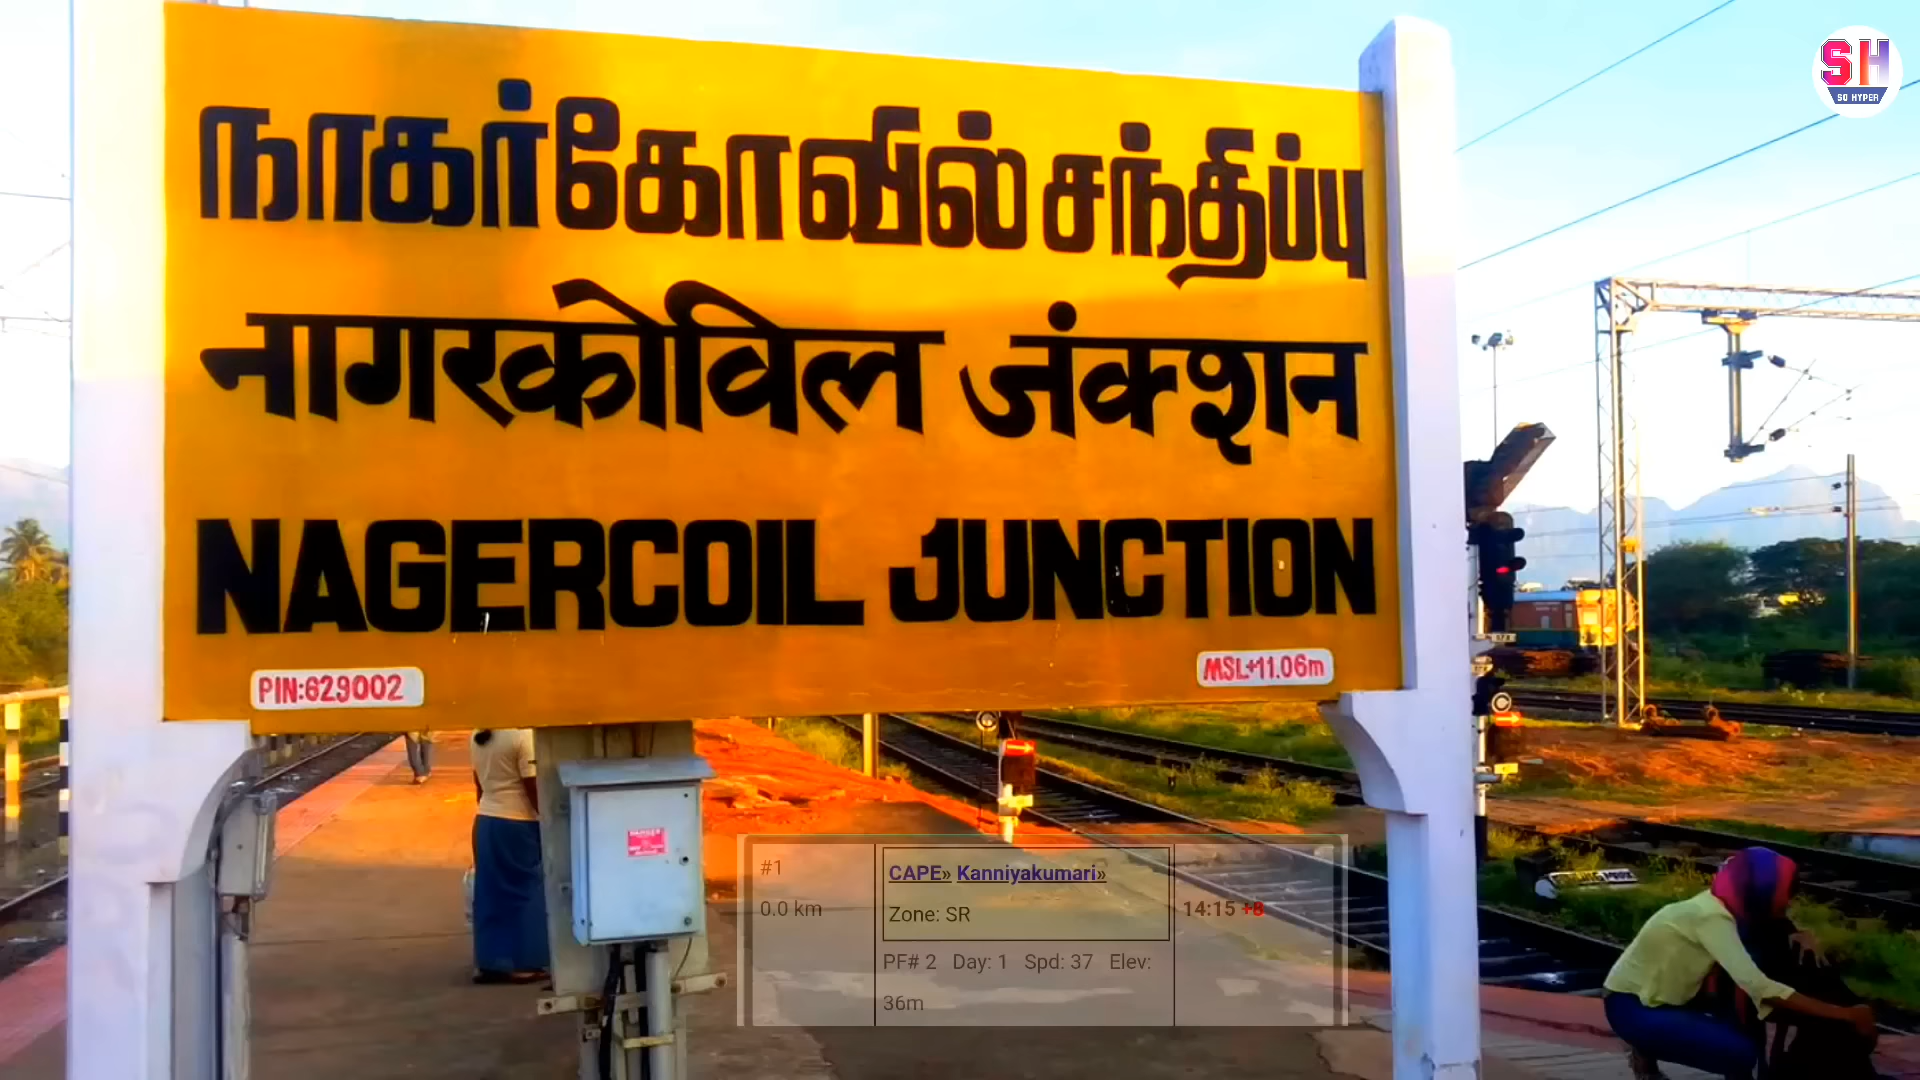 நாகர்கோவில் சந்திப்பு
नागरकोविल जंक्शन
NAGERCOIL JUNCTION
PIN:629002
MSL+11.06m
SH
SO HYPER
#1
0.0 km
CAPE» Kanniyakumari»
Zone: SR
14:15 +8
PF# 2 Day: 1 Spd: 37 Elev:
36m